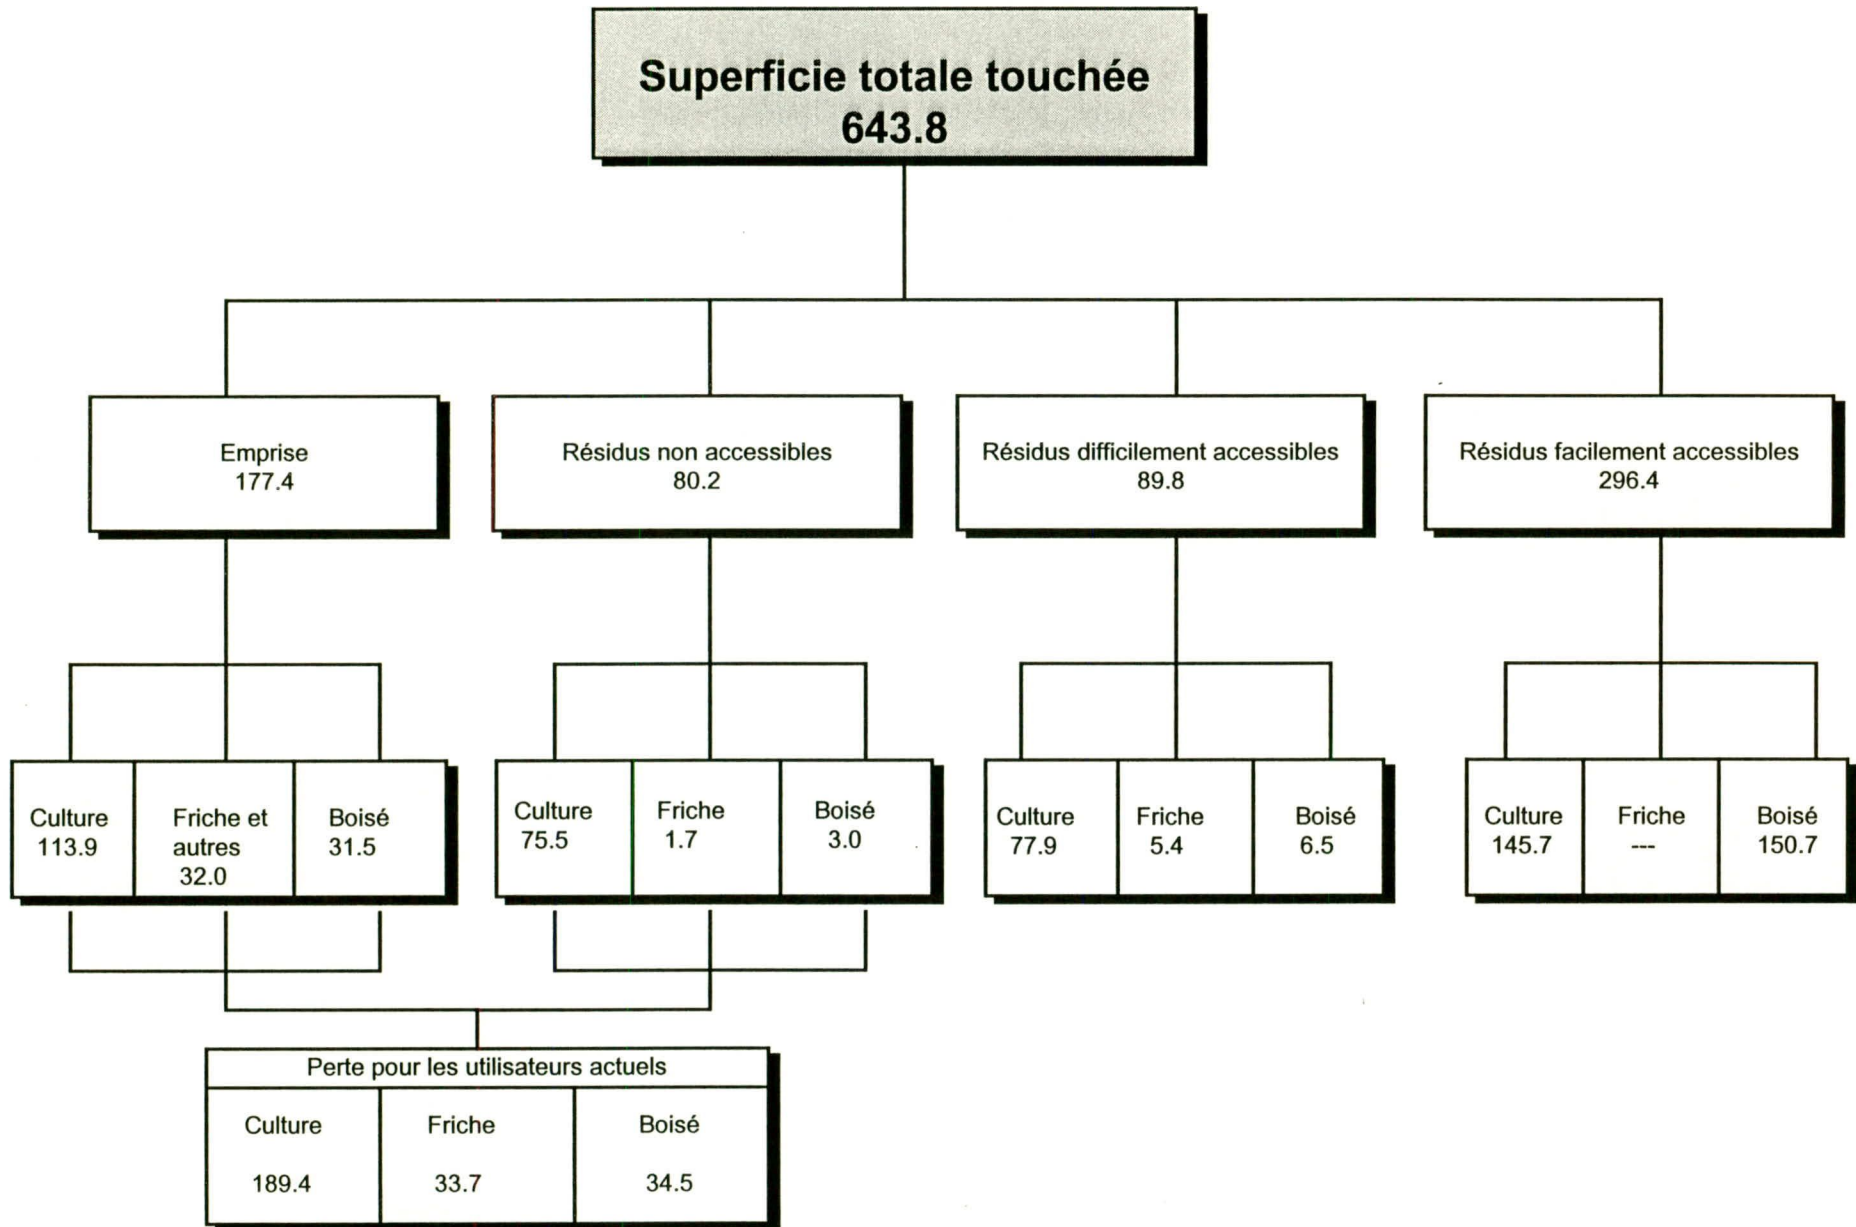 Superficie totale touchée
643.8
Emprise
177.4
Résidus non accessibles
80.2
Résidus difficilement accessibles
89.8
Résidus facilement accessibles
296.4
Culture
113.9
Friche et
autres
32.0
Boisé
31.5
Culture
75.5
Friche
1.7
Boisé
3.0
Culture
77.9
Friche
5.4
Boisé
6.5
Culture
145.7
Friche
---
Boisé
150.7
Perte pour les utilisateurs actuels
Culture
189.4
Friche
33.7
Boisé
34.5